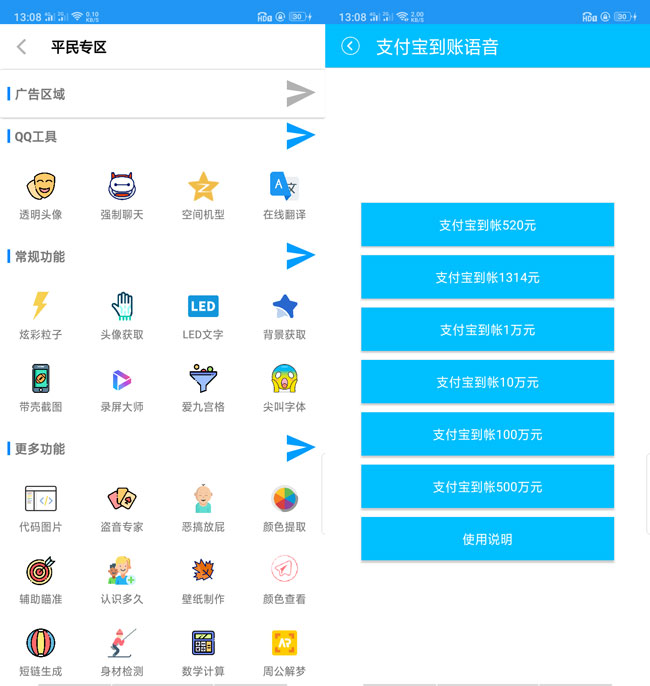 13:08 4G 2G 0.10 KB/S HD 30
平民专区
广告区域
QQ工具
透明头像 强制聊天 空间机型 在线翻译
常规功能
LED
炫彩粒子 头像获取 LED文字 背景获取
带壳截图 录屏大师 爱九宫格 尖叫字体
更多功能
代码图片 盗音专家 恶搞放屁 颜色提取
辅助瞄准 认识多久 壁纸制作 颜色查看
短链生成 身材检测 数学计算 周公解梦
13:08 4G 2G 2.00 KB/S HD 30
支付宝到账语音
支付宝到帐520元
支付宝到帐1314元
支付宝到帐1万元
支付宝到帐10万元
支付宝到帐100万元
支付宝到帐500万元
使用说明